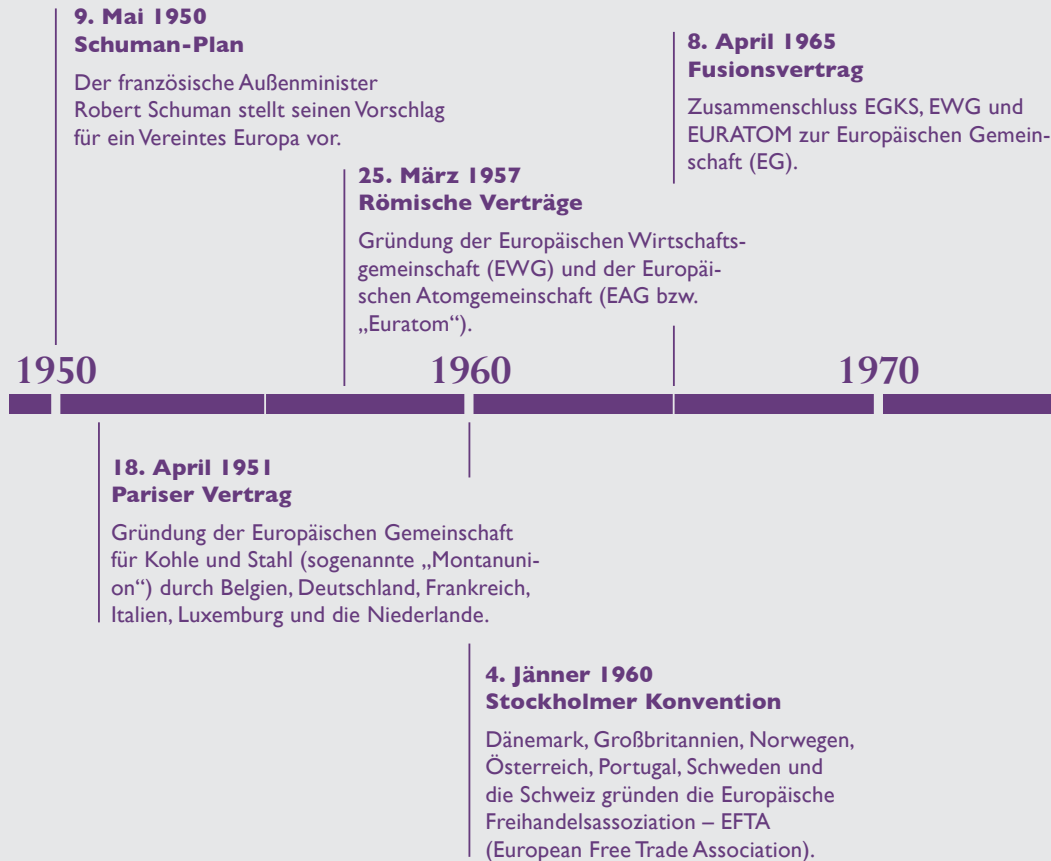 9. Mai 1950
Schuman-Plan
Der französische Außenminister
Robert Schuman stellt seinen Vorschlag
für ein Vereintes Europa vor.
8. April 1965
Fusionsvertrag
Zusammenschluss EGKS, EWG und
EURATOM zur Europäischen Gemein-
schaft (EG).
25. März 1957
Römische Verträge
Gründung der Europäischen Wirtschafts-
gemeinschaft (EWG) und der Europäi-
schen Atomgemeinschaft (EAG bzw.
„Euratom“).
1950
1960
1970
18. April 1951
Pariser Vertrag
Gründung der Europäischen Gemeinschaft
für Kohle und Stahl (sogenannte „Montanuni-
on“) durch Belgien, Deutschland, Frankreich,
Italien, Luxemburg und die Niederlande.
4. Jänner 1960
Stockholmer Konvention
Dänemark, Großbritannien, Norwegen,
Österreich, Portugal, Schweden und
die Schweiz gründen die Europäische
Freihandelsassoziation – EFTA
(European Free Trade Association).